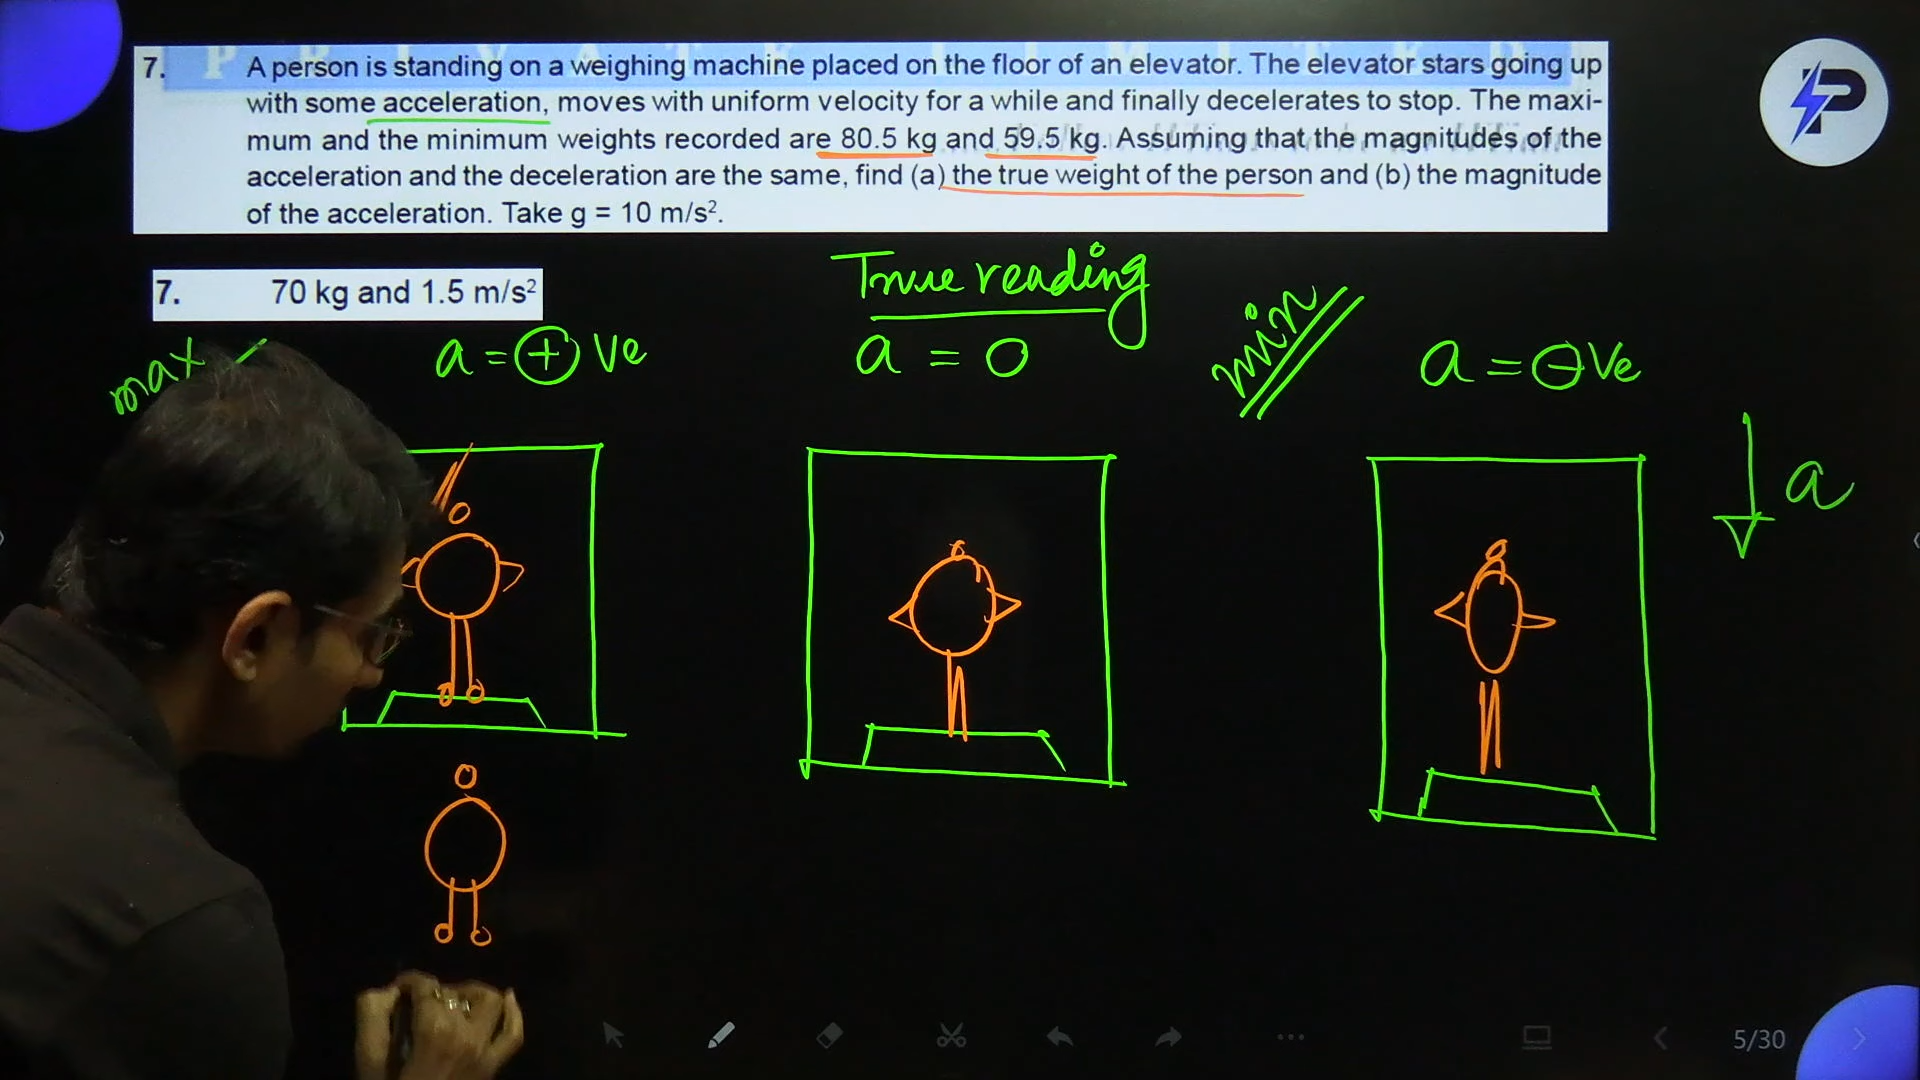 7. A person is standing on a weighing machine placed on the floor of an elevator. The elevator stars going up
with some acceleration, moves with uniform velocity for a while and finally decelerates to stop. The maxi-
mum and the minimum weights recorded are 80.5 kg and 59.5 kg. Assuming that the magnitudes of the
acceleration and the deceleration are the same, find (a) the true weight of the person and (b) the magnitude
of the acceleration. Take g = 10 m/s².
7. 70 kg and 1.5 m/s²
True reading
max
a = ⊕ ve
a = 0
min
a = ⊖ve
a
5/30